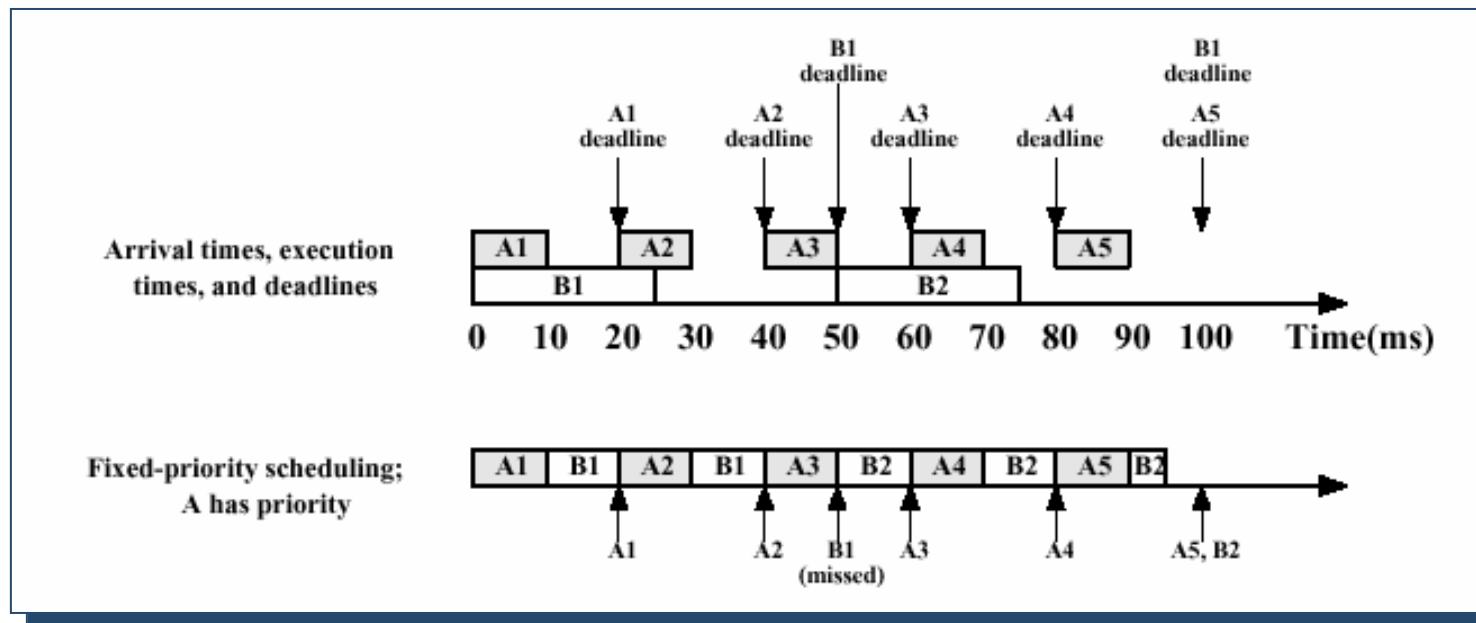 B1
deadline
B1
deadline
A1
deadline
A2
deadline
A3
deadline
A4
deadline
A5
deadline
Arrival times, execution
times, and deadlines
A1 A2 A3 A4 A5
B1 B2
0 10 20 30 40 50 60 70 80 90 100 Time(ms)
Fixed-priority scheduling;
A has priority
A1 B1 A2 B1 A3 B2 A4 B2 A5 B2
A1 A2 B1 A3 A4 A5, B2
(missed)